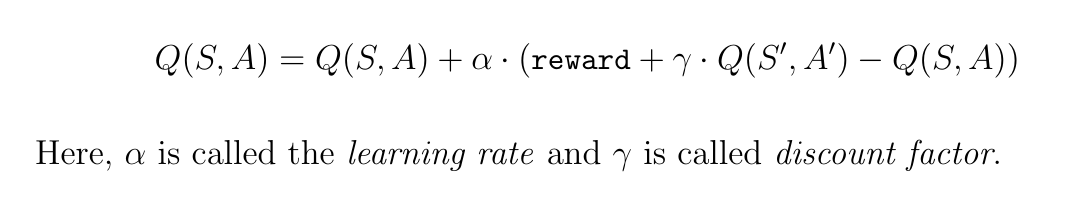 Q(S, A) = Q(S, A) + α · (reward + γ · Q(S′, A′) − Q(S, A))
Here, α is called the learning rate and γ is called discount factor.